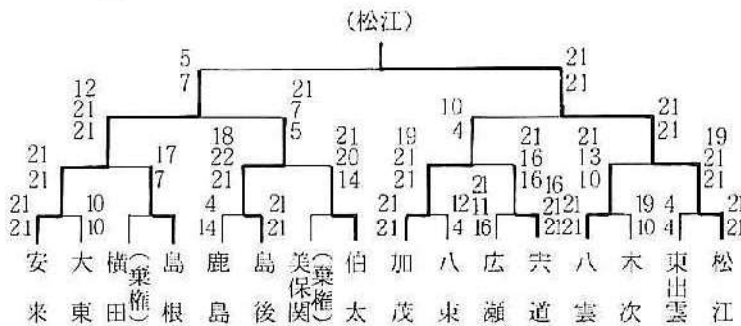 (松江)
5 21
7 21
12 21 10 21
21 7 4 21
21 5
21 17 18 21 19 21 21 19
21 7 22 20 21 16 13 21
21 14 21 16 10 21
21 10 4 21 21 12 21 16 21 19 4 21
21 10 14 21 21 4 11 21 21 10 4 21
16
安来
大東
横田(棄権)
島根
鹿島
島後
美保関(棄権)
伯太
加茂
八束
広瀬
宍道
八雲
木次
東出雲
松江